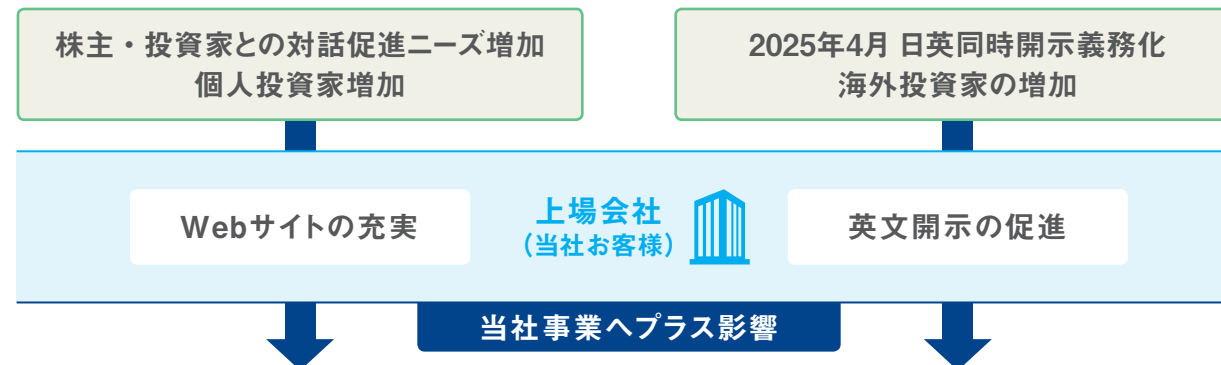 株主・投資家との対話促進ニーズ増加
個人投資家増加
2025年4月 日英同時開示義務化
海外投資家の増加
Webサイトの充実
上場会社
(当社お客様)
英文開示の促進
当社事業へプラス影響